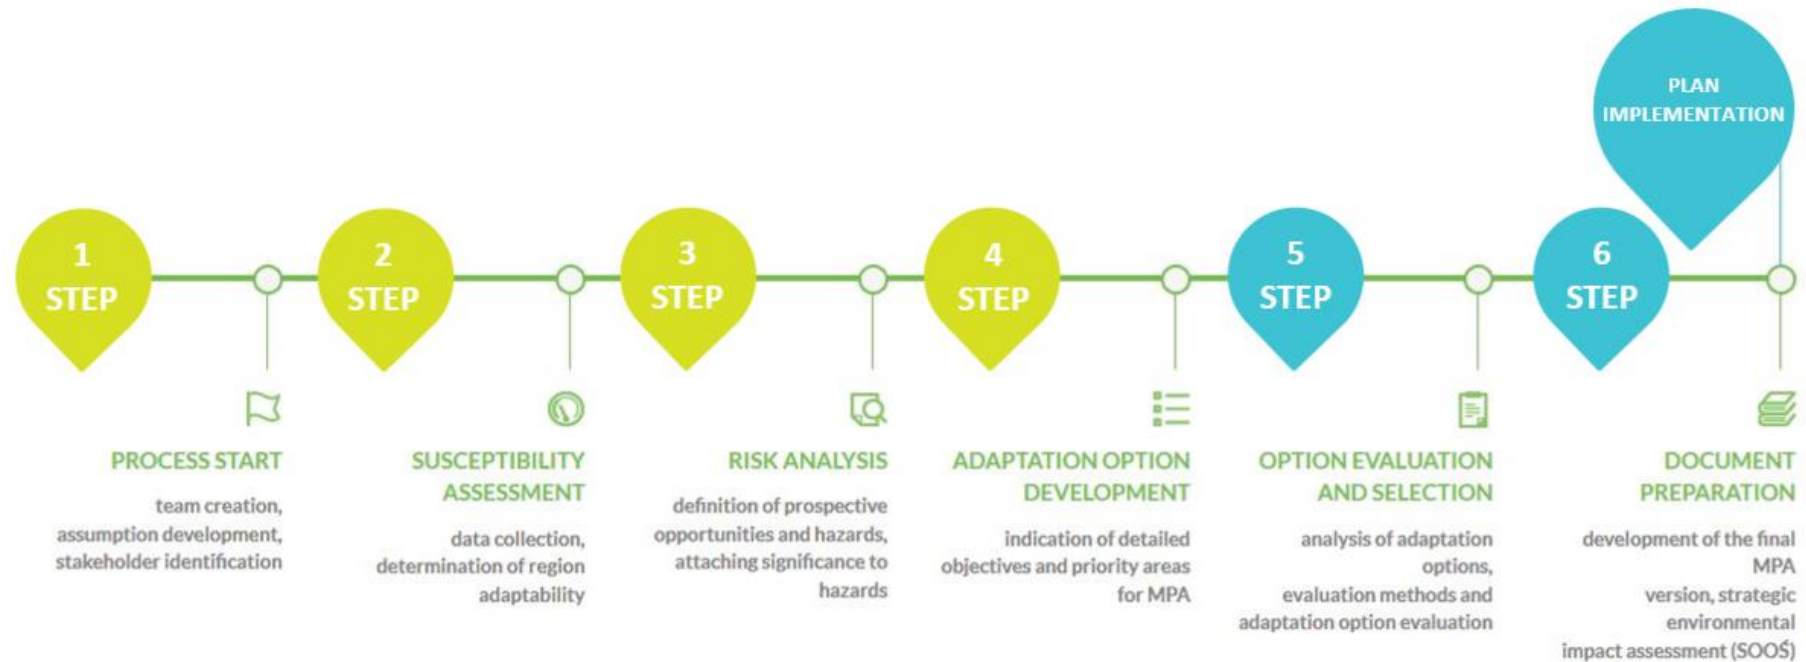 PLAN
IMPLEMENTATION
1
STEP
2
STEP
3
STEP
4
STEP
5
STEP
6
STEP
PROCESS START
team creation,
assumption development,
stakeholder identification
SUSCEPTIBILITY
ASSESSMENT
data collection,
determination of region
adaptability
RISK ANALYSIS
definition of prospective
opportunities and hazards,
attaching significance to
hazards
ADAPTATION OPTION
DEVELOPMENT
indication of detailed
objectives and priority areas
for MPA
OPTION EVALUATION
AND SELECTION
analysis of adaptation
options,
evaluation methods and
adaptation option evaluation
DOCUMENT
PREPARATION
development of the final
MPA
version, strategic
environmental
impact assessment (SOOŚ)